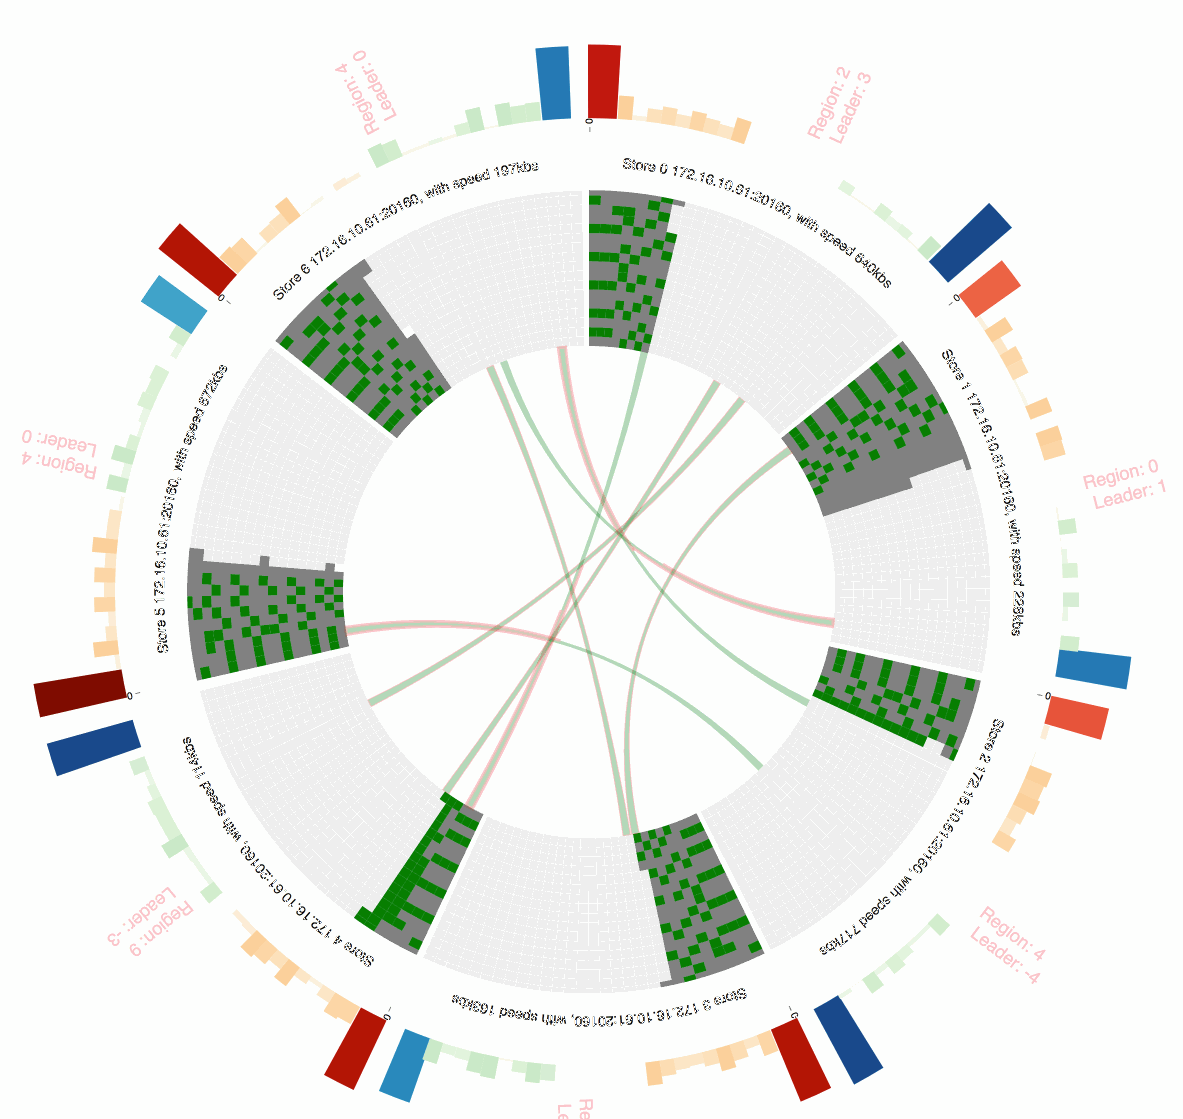 Region: 2
Leader: 3
Store 0 172.16.10.61:20160, with speed 640kbs
0
Region: 0
Leader: 1
Store 1 172.16.10.61:20160, with speed 228kbs
0
Region: 4
Leader: -4
Store 2 172.16.10.61:20160, with speed 717kbs
0
Re
Le
Store 3 172.16.10.61:20160, with speed 163kbs
0
Region: 9
Leader: -3
Store 4 172.16.10.61:20160, with speed 114kbs
0
Region: 4
Leader: 0
Store 5 172.16.10.61:20160, with speed 872kbs
0
Region: 4
Leader: 0
Store 6 172.16.10.61:20160, with speed 197kbs
0